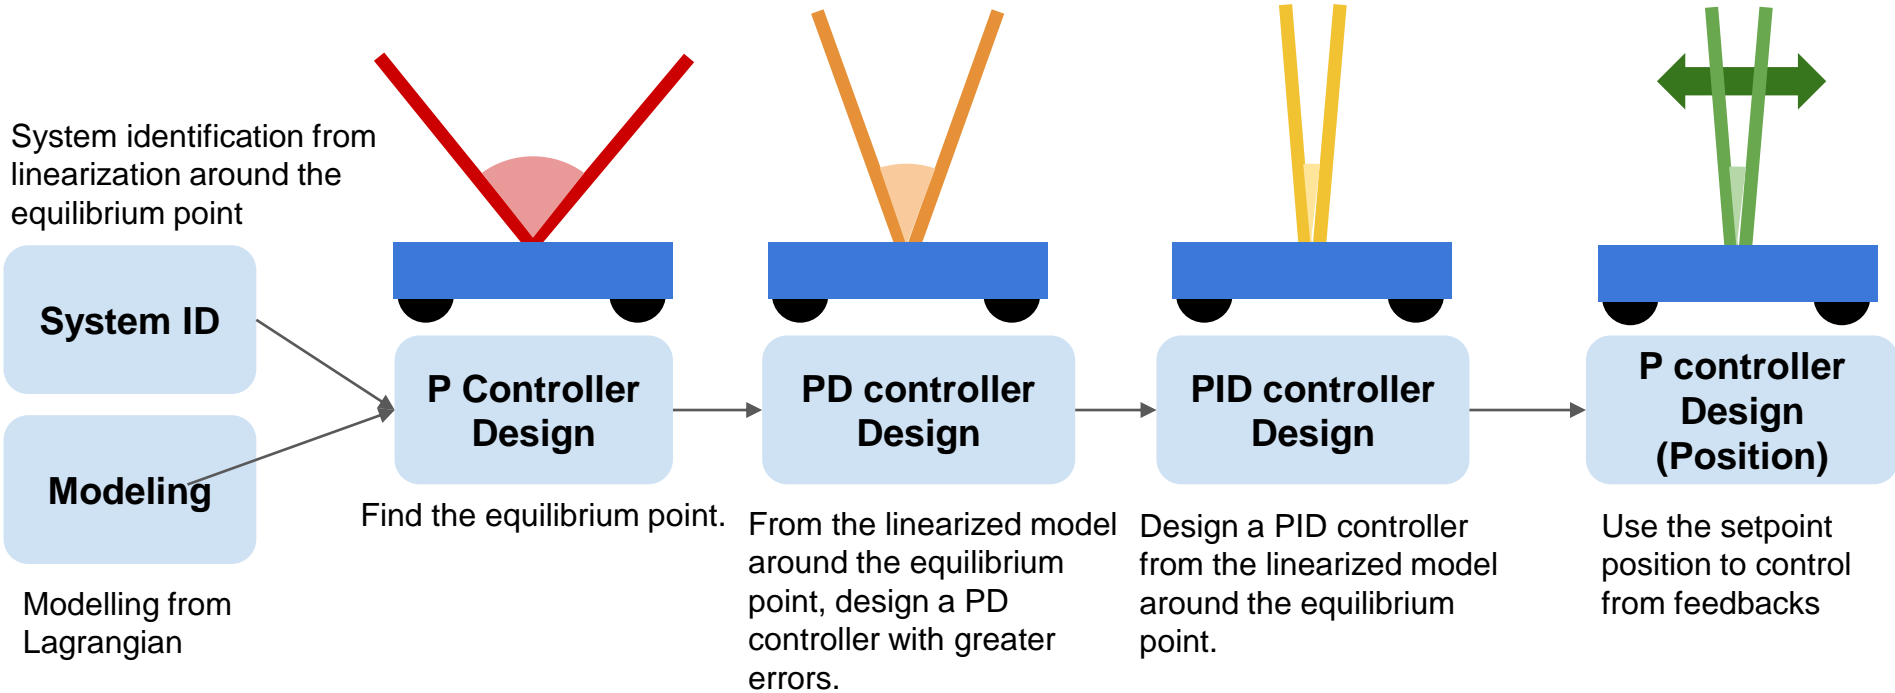 System identification from
linearization around the
equilibrium point
System ID
Modeling
Modelling from
Lagrangian
P Controller
Design
Find the equilibrium point.
PD controller
Design
From the linearized model
around the equilibrium
point, design a PD
controller with greater
errors.
PID controller
Design
Design a PID controller
from the linearized model
around the equilibrium
point.
P controller
Design
(Position)
Use the setpoint
position to control
from feedbacks